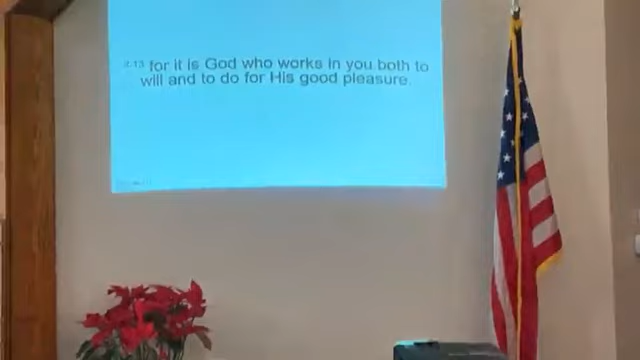 2:13 for it is God who works in you both to
will and to do for His good pleasure.